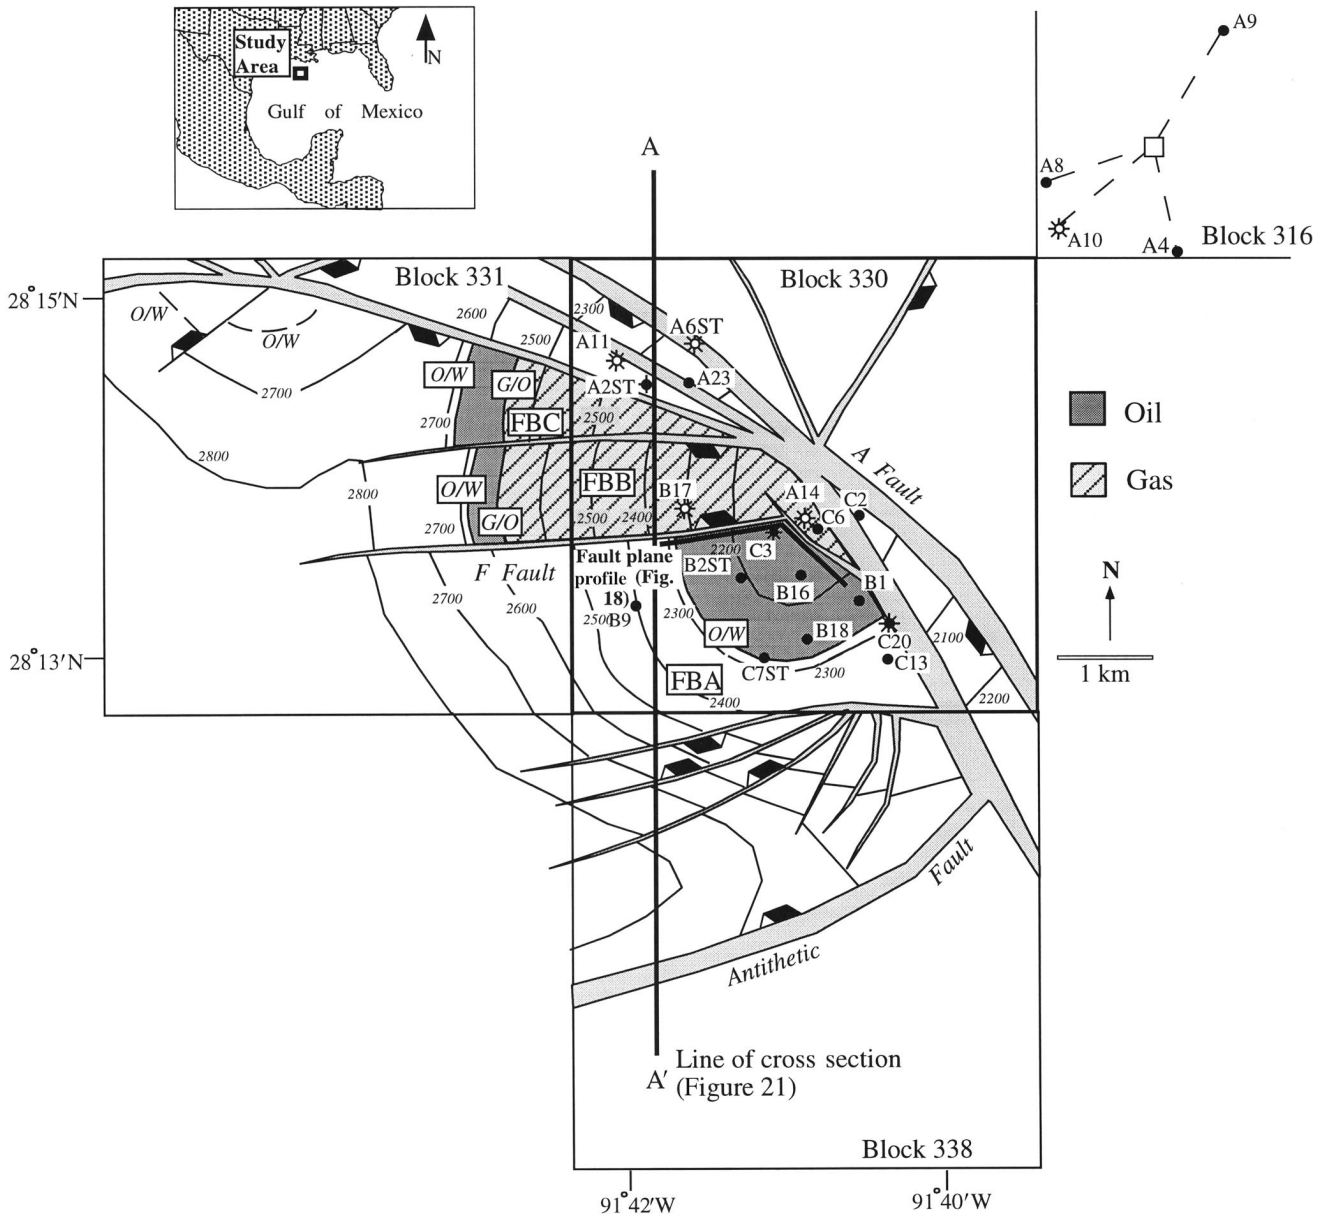 Study
Area
N
Gulf of Mexico
A
A9
A8
A10
A4
Block 316
28°15'N
Block 331
Block 330
O/W
O/W
2600
2500
2300
A6ST
A11
A2ST
A23
O/W
G/O
2700
2700
FBC
2500
Oil
Gas
2800
2800
A Fault
O/W
FBB
B17
A14
C2
C6
2700
G/O
2500
2400
F Fault
Fault plane
profile (Fig.
18)
2200
C3
B2ST
B16
B1
2700
2600
2500
B9
2300
O/W
B18
C20
2100
N
1 km
28°13'N
C7ST
C13
FBA
2300
2400
2200
Fault
Antithetic
A'
Line of cross section
(Figure 21)
Block 338
91°42'W
91°40'W